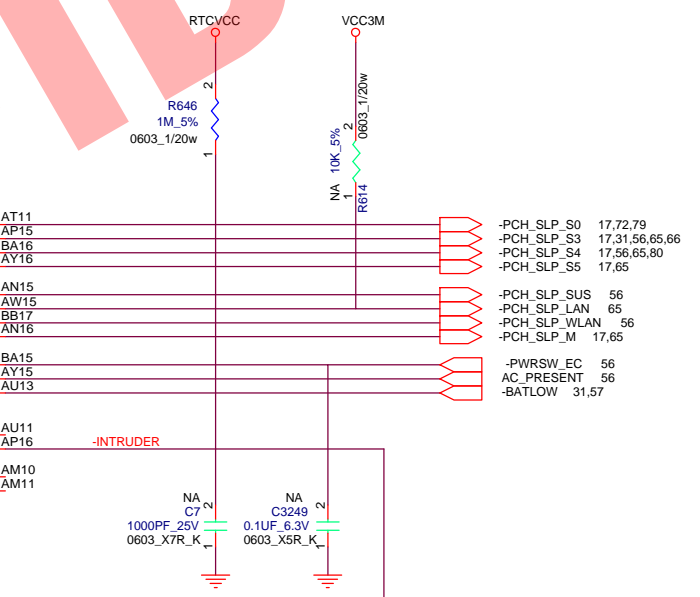 RTCVCC
VCC3M
2
R646
1M_5%
0603_1/20w
1
2
0603_1/20w
10K_5%
NA
1
R614
AT11
-PCH_SLP_S0 17,72,79
AP15
-PCH_SLP_S3 17,31,56,65,66
BA16
-PCH_SLP_S4 17,56,65,80
AY16
-PCH_SLP_S5 17,65
AN15
-PCH_SLP_SUS 56
AW15
-PCH_SLP_LAN 65
BB17
-PCH_SLP_WLAN 56
AN16
-PCH_SLP_M 17,65
BA15
-PWRSW_EC 56
AY15
AC_PRESENT 56
AU13
-BATLOW 31,57
AU11
AP16
-INTRUDER
AM10
AM11
NA
C7
1000PF_25V
0603_X7R_K
2
1
NA
C3249
0.1UF_6.3V
0603_X5R_K
2
1